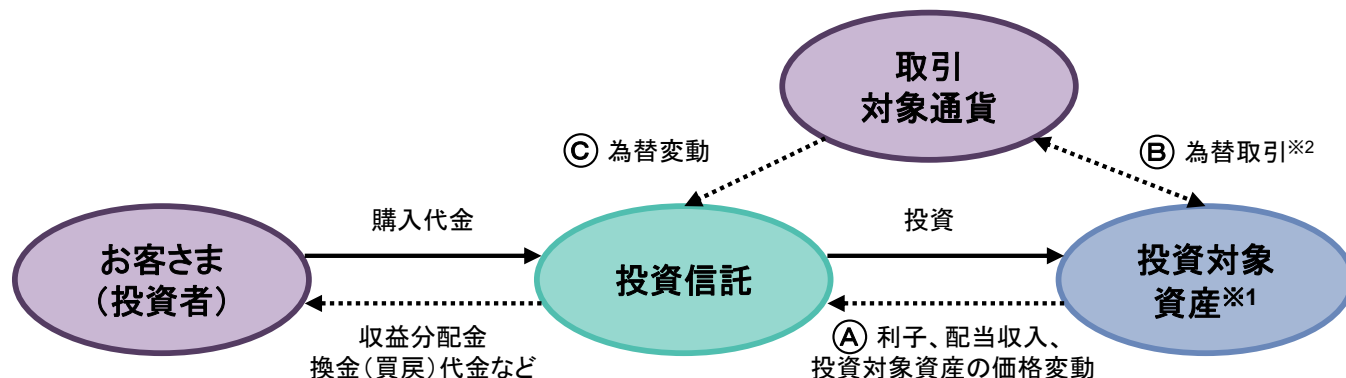 取引
対象通貨
Ⓒ 為替変動
Ⓑ 為替取引※2
購入代金
投資
お客さま
（投資者）
投資信託
投資対象
資産※1
収益分配金
換金（買戻）代金など
Ⓐ 利子、配当収入、
投資対象資産の価格変動